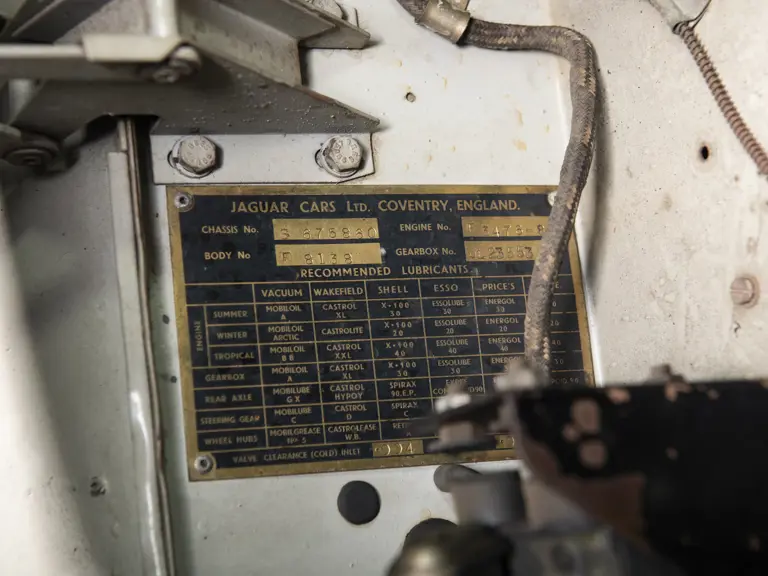 JAGUAR CARS LTD. COVENTRY, ENGLAND.
CHASSIS No. S 675830 ENGINE No.
BODY No F 8139 GEARBOX No.
RECOMMENDED LUBRICANTS.
VACUUM WAKEFIELD SHELL ESSO PRICE'S
ENGINE
SUMMER MOBILOIL A CASTROL XL X-100 30 ESSOLUBE 30 ENERGOL 30
WINTER MOBILOIL ARCTIC CASTROLITE X-100 20 ESSOLUBE 20 ENERGOL 20
TROPICAL MOBILOIL BB CASTROL XXL X-100 40 ESSOLUBE 40 ENERGOL 40
GEARBOX MOBILOIL A CASTROL XL X-100 30 ESSOLUBE 30
REAR AXLE MOBILUBE GX CASTROL HYPOY SPIRAX 90.E.P.
STEERING GEAR MOBILUBE C CASTROL D SPIRAX C
WHEEL HUBS MOBILGREASE No 5 CASTROLEASE W.B.
VALVE CLEARANCE (COLD) INLET